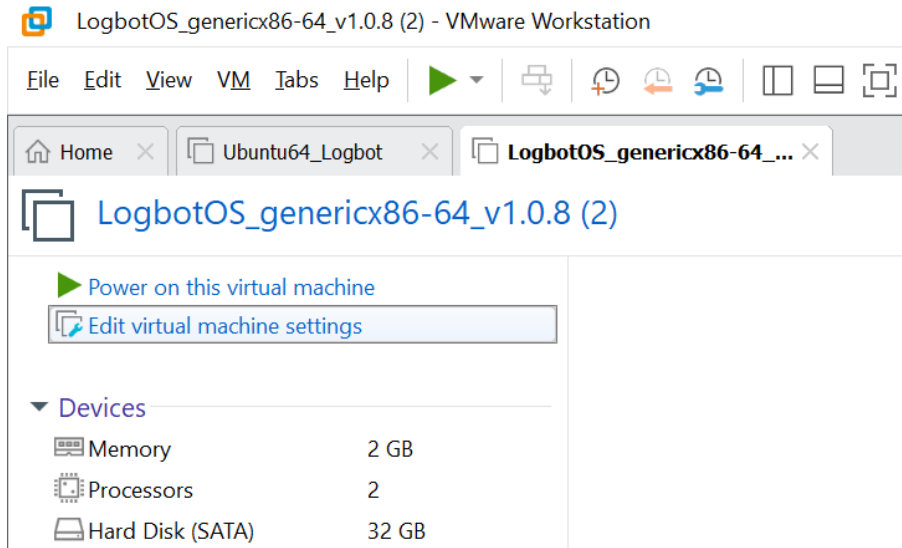 LogbotOS_genericx86-64_v1.0.8 (2) - VMware Workstation
File Edit View VM Tabs Help
Home Ubuntu64_Logbot LogbotOS_genericx86-64_...
LogbotOS_genericx86-64_v1.0.8 (2)
Power on this virtual machine
Edit virtual machine settings
Devices
Memory 2 GB
Processors 2
Hard Disk (SATA) 32 GB